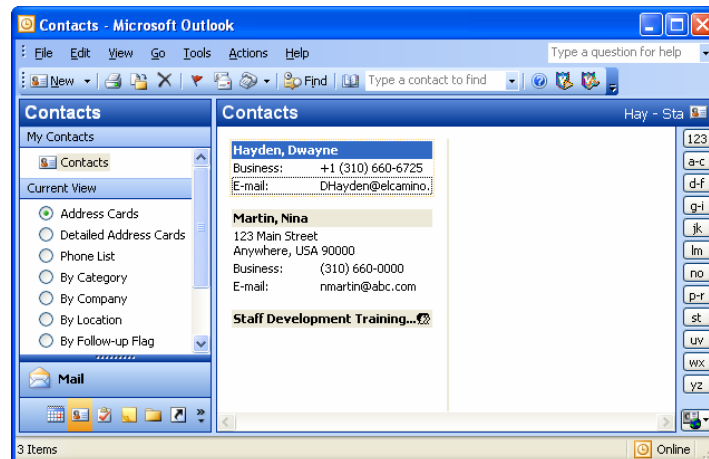 Contacts - Microsoft Outlook
File Edit View Go Tools Actions Help Type a question for help
New Find Type a contact to find
Contacts
My Contacts
Contacts
Current View
Address Cards
Detailed Address Cards
Phone List
By Category
By Company
By Location
By Follow-up Flag
Mail
Contacts Hay - Sta
Hayden, Dwayne
Business: +1 (310) 660-6725
E-mail: DHayden@elcamino.
Martin, Nina
123 Main Street
Anywhere, USA 90000
Business: (310) 660-0000
E-mail: nmartin@abc.com
Staff Development Training...
123
a-c
d-f
g-i
jk
lm
no
p-r
st
uv
wx
yz
3 Items Online